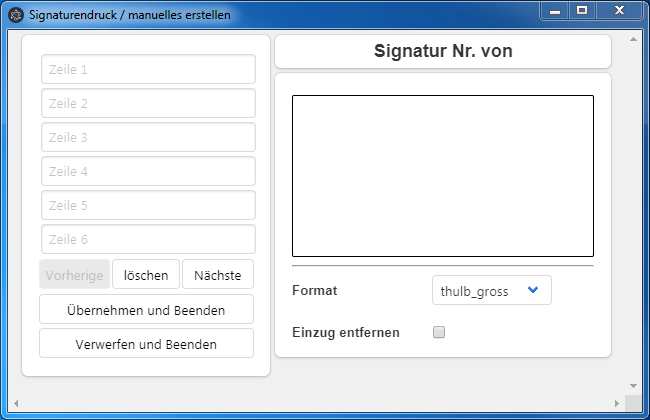 Signaturendruck / manuelles erstellen
Zeile 1
Zeile 2
Zeile 3
Zeile 4
Zeile 5
Zeile 6
Vorherige löschen Nächste
Übernehmen und Beenden
Verwerfen und Beenden
Signatur Nr. von
Format thulb_gross
Einzug entfernen